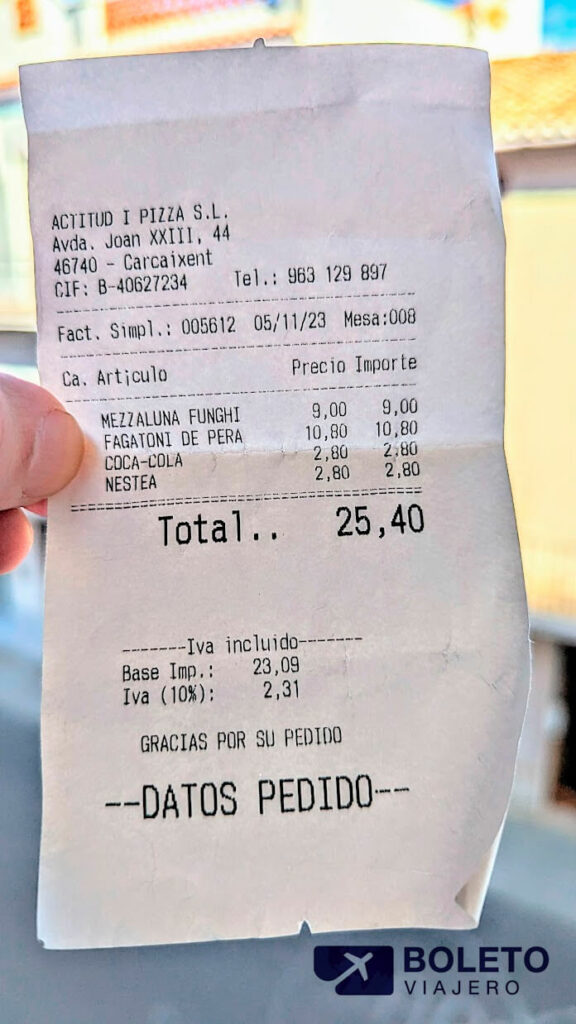 ACTITUD I PIZZA S.L.
Avda. Joan XXIII, 44
46740 - Carcaixent
CIF: B-40627234 Tel.: 963 129 897
Fact. Simpl.: 005612 05/11/23 Mesa:008
Ca. Artículo Precio Importe
MEZZALUNA FUNGHI 9,00 9,00
FAGATONI DE PERA 10,80 10,80
COCA-COLA 2,80 2,80
NESTEA 2,80 2,80
Total.. 25,40
-------Iva incluido-------
Base Imp.: 23,09
Iva (10%): 2,31
GRACIAS POR SU PEDIDO
--DATOS PEDIDO--
BOLETO
VIAJERO